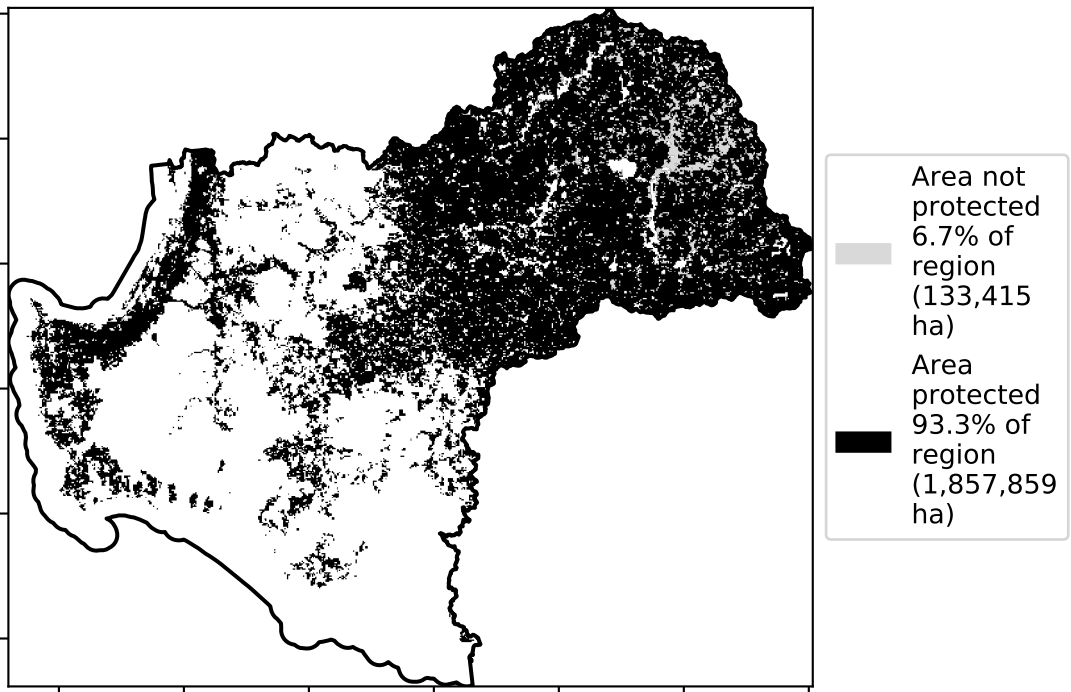 Area not
protected
6.7% of
region
(133,415
ha)
Area
protected
93.3% of
region
(1,857,859
ha)